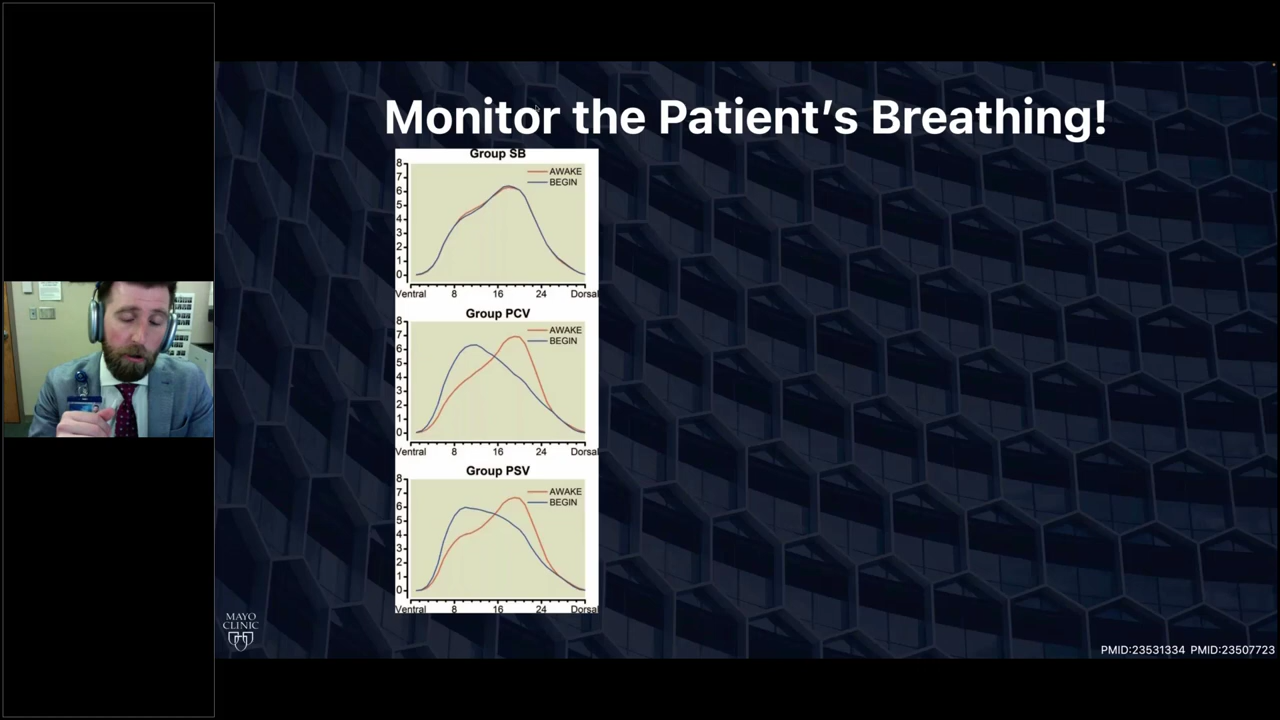 Monitor the Patient's Breathing!
Group SB
8
7
6
5
4
3
2
1
0
AWAKE
BEGIN
Ventral 8 16 24 Dorsal
Group PCV
8
7
6
5
4
3
2
1
0
AWAKE
BEGIN
Ventral 8 16 24 Dorsal
Group PSV
8
7
6
5
4
3
2
1
0
AWAKE
BEGIN
Ventral 8 16 24 Dorsal
MAYO
CLINIC
PMID:23531334 PMID:23507723